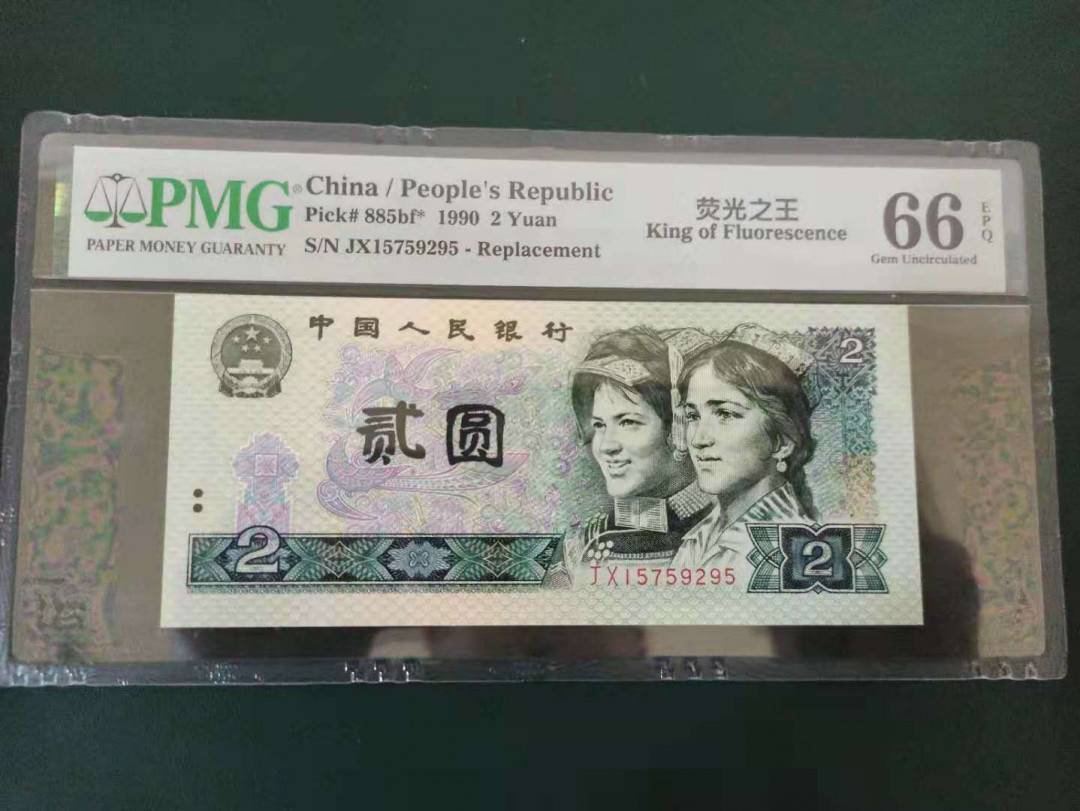 PMG®
PAPER MONEY GUARANTY
China / People's Republic
Pick# 885bf* 1990 2 Yuan
S/N JX15759295 - Replacement
荧光之王
King of Fluorescence
66
EPQ
Gem Uncirculated
中国人民银行
2
贰圆
2
JX15759295
2